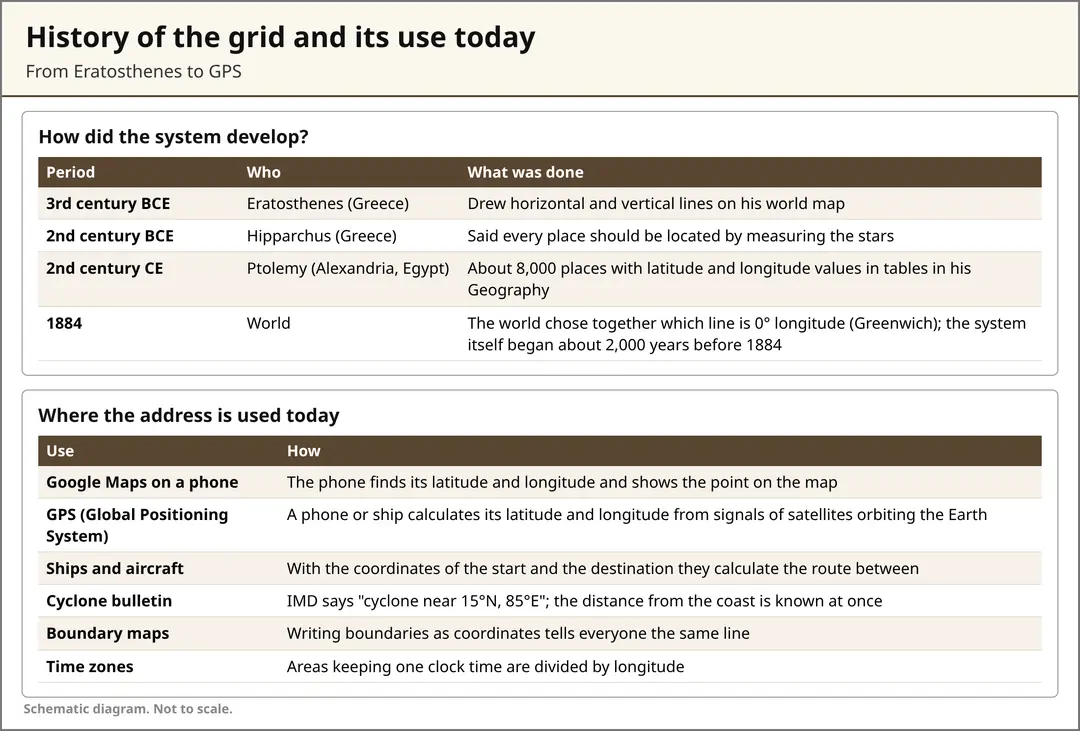 History of the grid and its use today
From Eratosthenes to GPS
How did the system develop?
Period Who What was done
3rd century BCE Eratosthenes (Greece) Drew horizontal and vertical lines on his world map
2nd century BCE Hipparchus (Greece) Said every place should be located by measuring the stars
2nd century CE Ptolemy (Alexandria, Egypt) About 8,000 places with latitude and longitude values in tables in his
Geography
1884 World The world chose together which line is 0° longitude (Greenwich); the system
itself began about 2,000 years before 1884
Where the address is used today
Use How
Google Maps on a phone The phone finds its latitude and longitude and shows the point on the map
GPS (Global Positioning A phone or ship calculates its latitude and longitude from signals of satellites orbiting the Earth
System)
Ships and aircraft With the coordinates of the start and the destination they calculate the route between
Cyclone bulletin IMD says "cyclone near 15°N, 85°E"; the distance from the coast is known at once
Boundary maps Writing boundaries as coordinates tells everyone the same line
Time zones Areas keeping one clock time are divided by longitude
Schematic diagram. Not to scale.